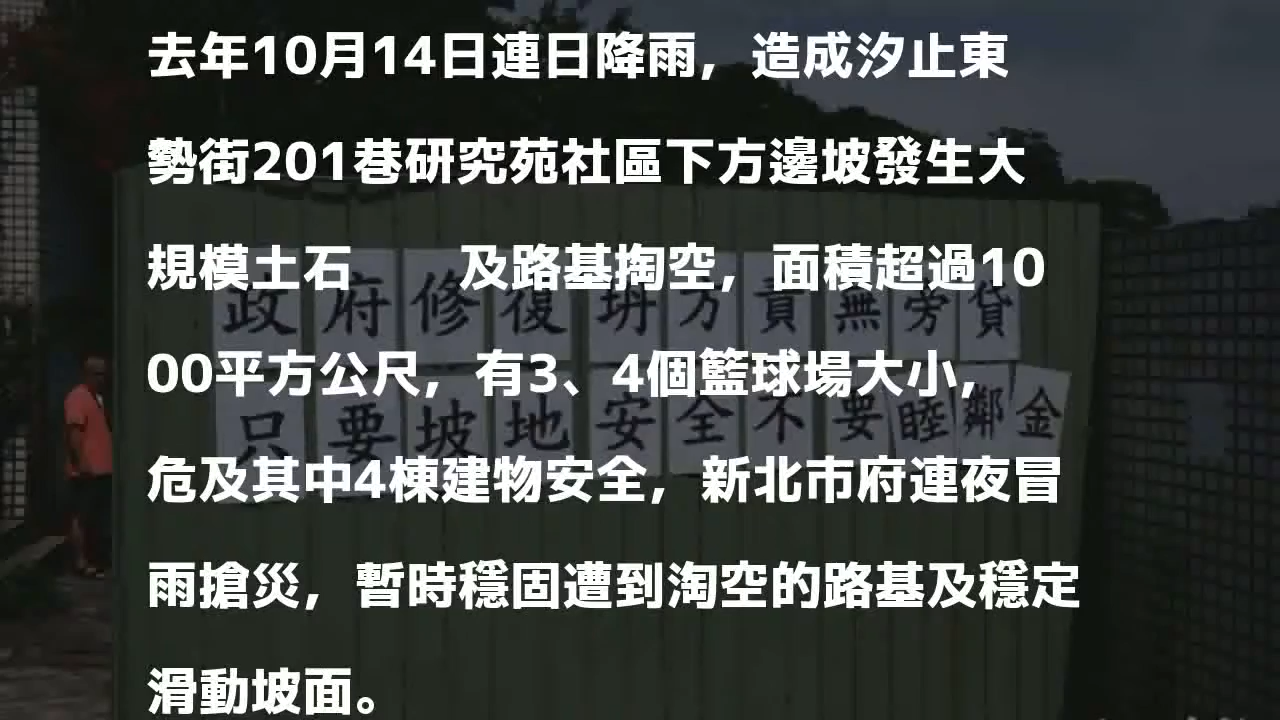 去年10月14日連日降雨，造成汐止東
勢街201巷研究苑社區下方邊坡發生大
規模土石　　及路基掏空，面積超過10
00平方公尺，有3、4個籃球場大小，
危及其中4棟建物安全，新北市府連夜冒
雨搶災，暫時穩固遭到淘空的路基及穩定
滑動坡面。
政府修復坍方責無旁貸
只要坡地安全不要睦鄰金